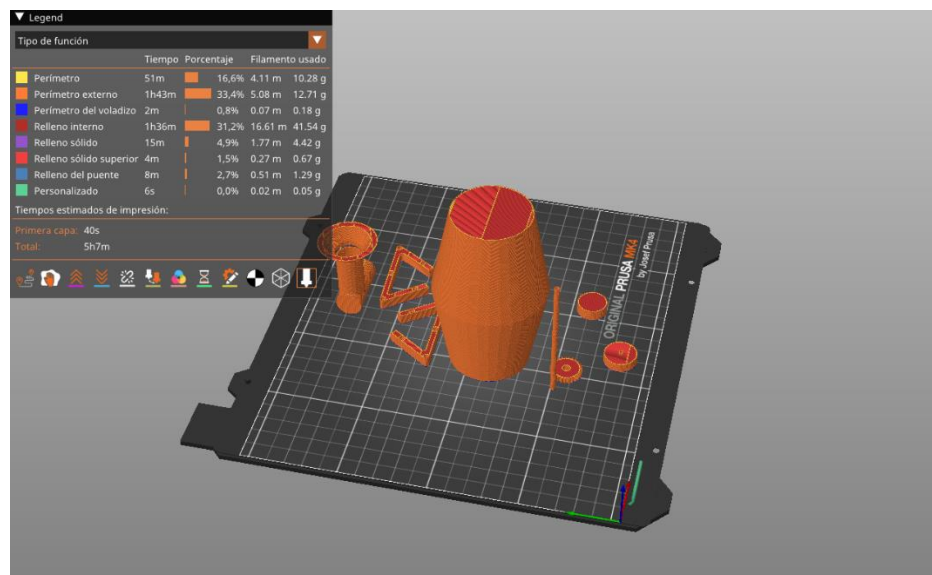 Legend
Tipo de función
Tiempo Porcentaje Filamento usado
Perímetro 51m 16,6% 4.11 m 10.28 g
Perímetro externo 1h43m 33,4% 5.08 m 12.71 g
Perímetro del voladizo 2m 0,8% 0.07 m 0.18 g
Relleno interno 1h36m 31,2% 16.61 m 41.54 g
Relleno sólido 15m 4,9% 1.77 m 4.42 g
Relleno sólido superior 4m 1,5% 0.27 m 0.67 g
Relleno del puente 8m 2,7% 0.51 m 1.29 g
Personalizado 6s 0,0% 0.02 m 0.05 g
Tiempos estimados de impresión:
Primera capa: 40s
Total: 5h7m
ORIGINAL PRUSA MK4
by Josef Prusa